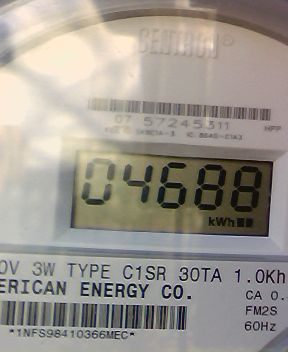 CENTRON®
07 57245311
04688
kWh
0V 3W TYPE C1SR 30TA 1.0Kh
ERICAN ENERGY CO.
CA 0.
FM2S
60Hz
*1NFS98410366MEC*